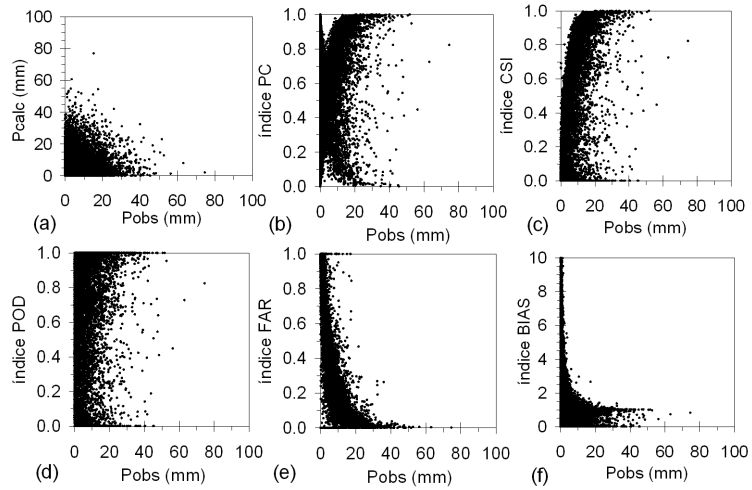 100
80
60
40
20
0
Pcalc (mm)
0 20 40 60 80 100
Pobs (mm)
(a)
1.0
0.8
0.6
0.4
0.2
0.0
índice PC
0 20 40 60 80 100
Pobs (mm)
(b)
1.0
0.8
0.6
0.4
0.2
0.0
índice CSI
0 20 40 60 80 100
Pobs (mm)
(c)
1.0
0.8
0.6
0.4
0.2
0.0
índice POD
0 20 40 60 80 100
Pobs (mm)
(d)
1.0
0.8
0.6
0.4
0.2
0.0
índice FAR
0 20 40 60 80 100
Pobs (mm)
(e)
10
8
6
4
2
0
índice BIAS
0 20 40 60 80 100
Pobs (mm)
(f)